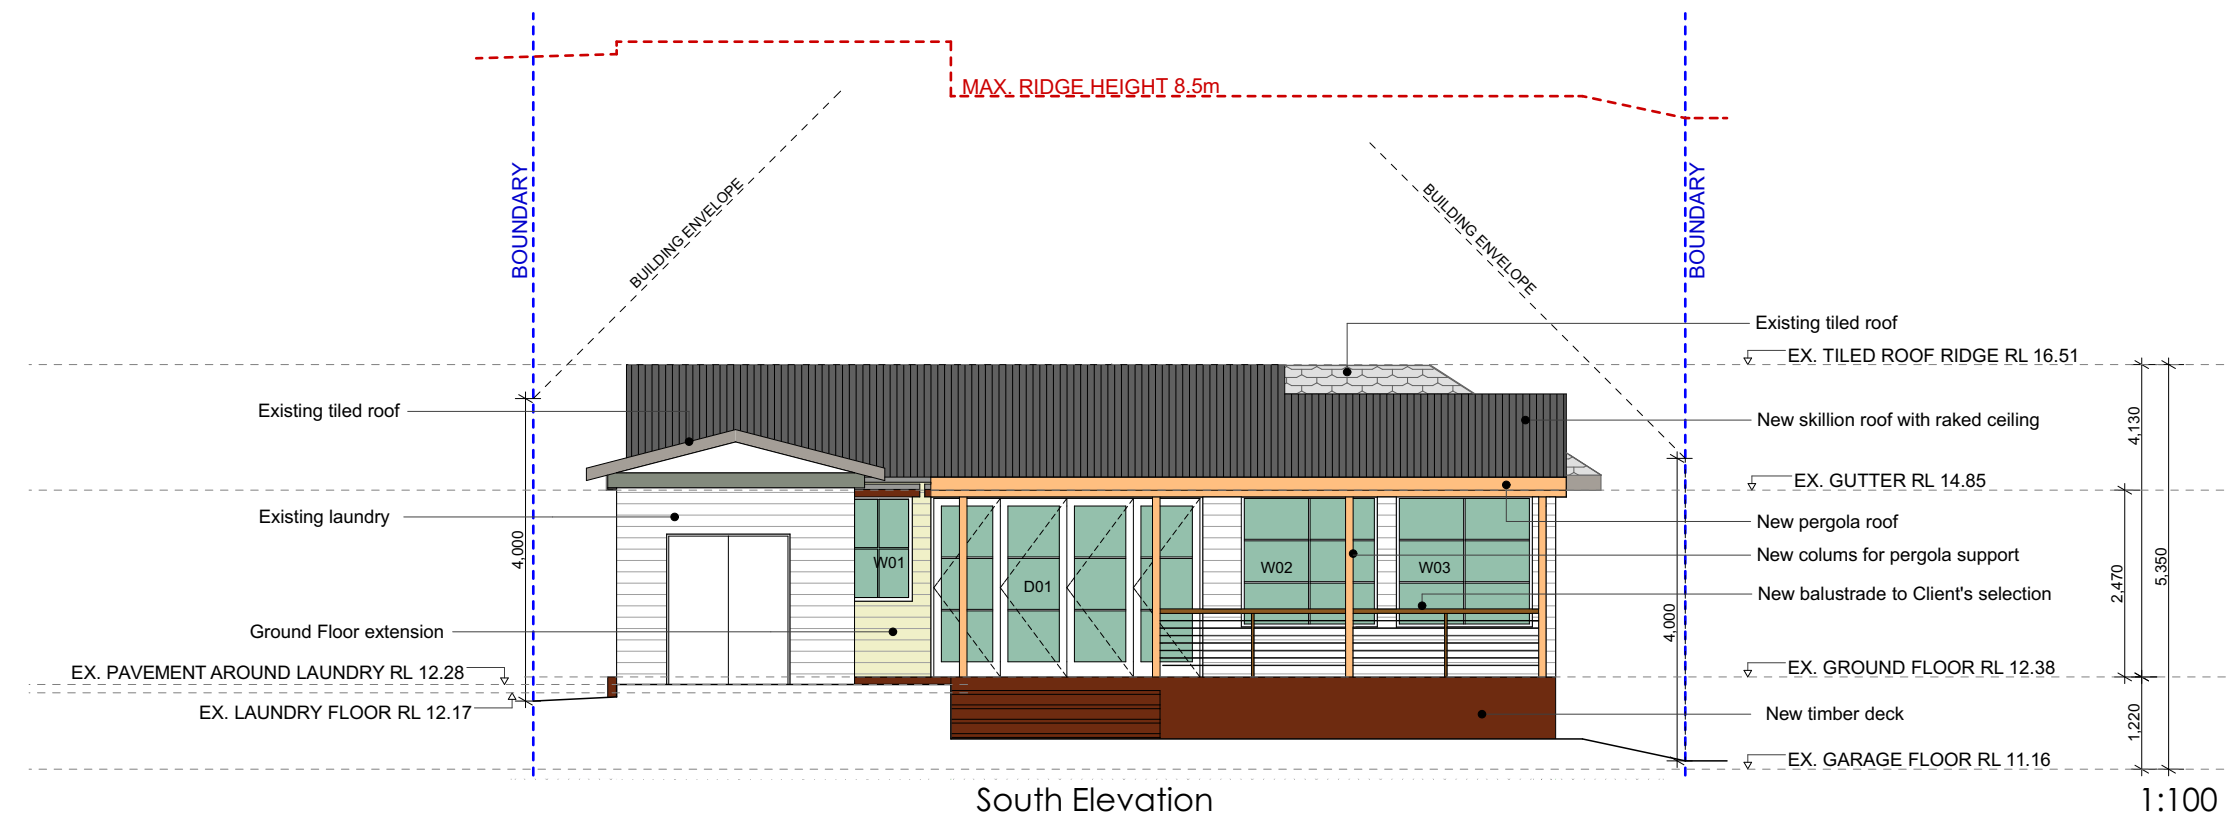 MAX. RIDGE HEIGHT 8.5m
BOUNDARY
BUILDING ENVELOPE
BUILDING ENVELOPE
BOUNDARY
Existing tiled roof
EX. TILED ROOF RIDGE RL 16.51
Existing tiled roof
New skillion roof with raked ceiling
4,130
EX. GUTTER RL 14.85
Existing laundry
New pergola roof
4,000
W01
W02
W03
New colums for pergola support
D01
2,470
5,350
New balustrade to Client's selection
4,000
Ground Floor extension
EX. PAVEMENT AROUND LAUNDRY RL 12.28
EX. GROUND FLOOR RL 12.38
EX. LAUNDRY FLOOR RL 12.17
New timber deck
1,220
EX. GARAGE FLOOR RL 11.16
South Elevation
1:100